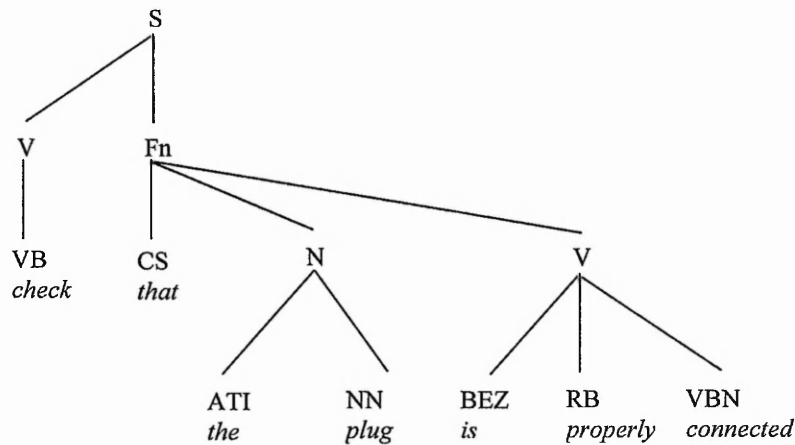 S
V Fn
VB CS N V
check that
ATI NN BEZ RB VBN
the plug is properly connected